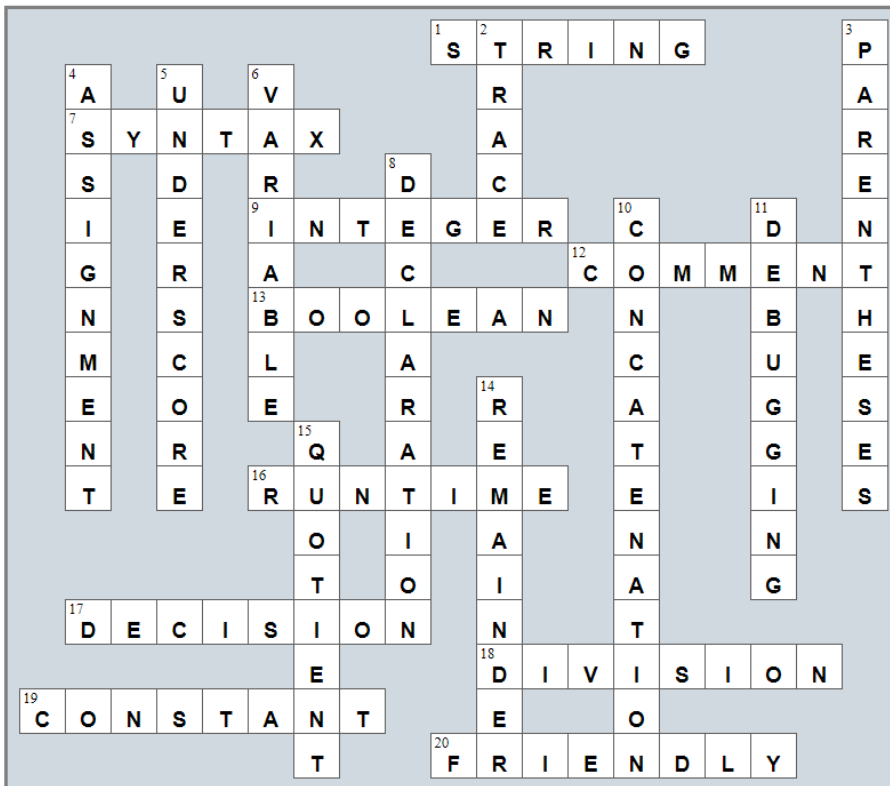 1 2 3
S T R I N G P
4 5 6
A U V R A
7
S Y N T A X A R
8
S D R D C E
9 10 11
I E I N T E G E R C D N
12
G R A C C O M M E N T
13
N S B O O L E A N N B H
M C L A C U E
14
E O E R R A G S
15
N R Q A E T G E
16
T E R U N T I M E E I S
O I A N N
T O I A G
17
D E C I S I O N N T
18
E D I V I S I O N
19
C O N S T A N T E O
20
T F R I E N D L Y